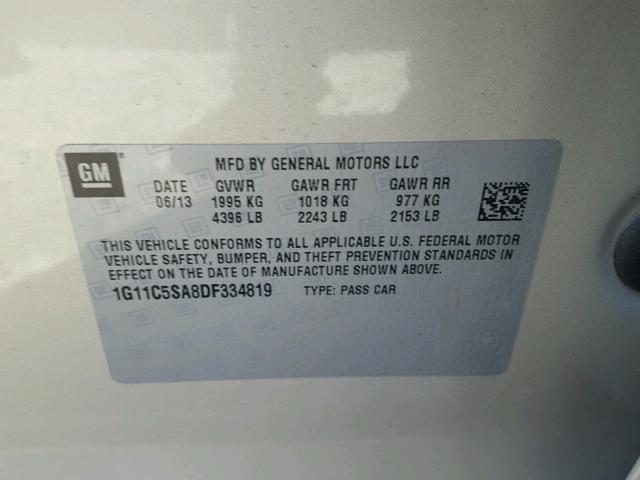 GM
MFD BY GENERAL MOTORS LLC
DATE GVWR GAWR FRT GAWR RR
06/13 1995 KG 1018 KG 977 KG
4396 LB 2243 LB 2153 LB
THIS VEHICLE CONFORMS TO ALL APPLICABLE U.S. FEDERAL MOTOR
VEHICLE SAFETY, BUMPER, AND THEFT PREVENTION STANDARDS IN
EFFECT ON THE DATE OF MANUFACTURE SHOWN ABOVE.
1G11C5SA8DF334819 TYPE: PASS CAR